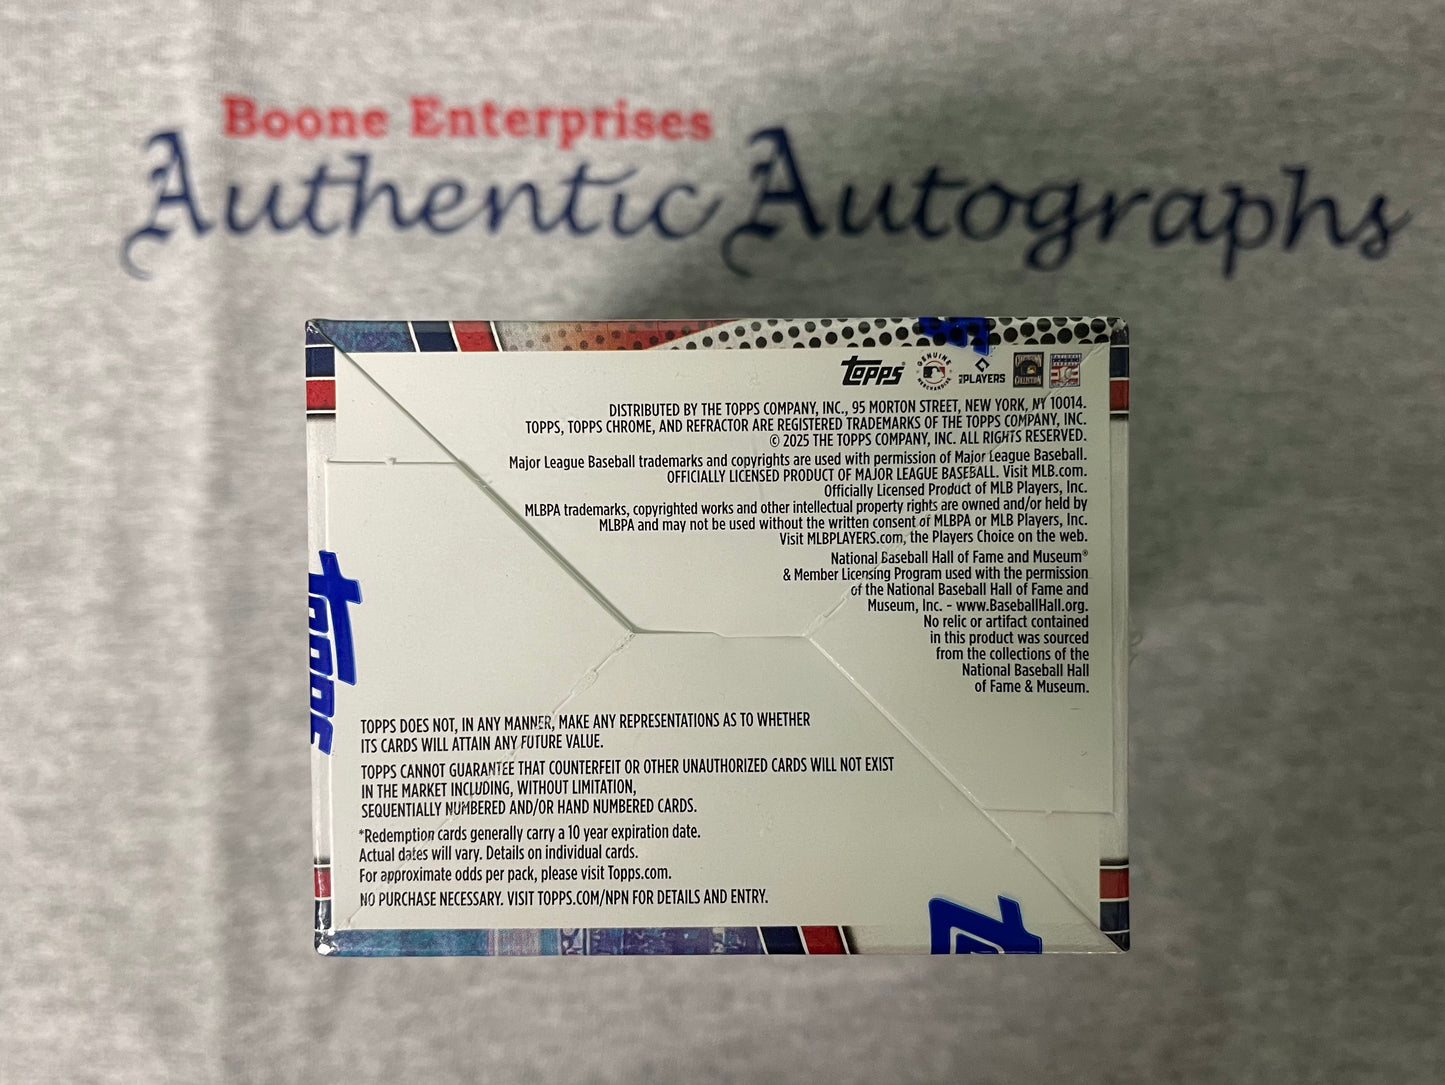 Boone Enterprises
Authentic Autographs
Topps
GENUINE
MERCHANDISE
PLAYERS
COLLECTION
DISTRIBUTED BY THE TOPPS COMPANY, INC., 95 MORTON STREET, NEW YORK, NY 10014.
TOPPS, TOPPS CHROME, AND REFRACTOR ARE REGISTERED TRADEMARKS OF THE TOPPS COMPANY, INC.
© 2025 THE TOPPS COMPANY, INC. ALL RIGHTS RESERVED.
Major League Baseball trademarks and copyrights are used with permission of Major League Baseball.
OFFICIALLY LICENSED PRODUCT OF MAJOR LEAGUE BASEBALL. Visit MLB.com.
Officially Licensed Product of MLB Players, Inc.
MLBPA trademarks, copyrighted works and other intellectual property rights are owned and/or held by
MLBPA and may not be used without the written consent of MLBPA or MLB Players, Inc.
Visit MLBPLAYERS.com, the Players Choice on the web.
National Baseball Hall of Fame and Museum®
& Member Licensing Program used with the permission
of the National Baseball Hall of Fame and
Museum, Inc. - www.BaseballHall.org.
No relic or artifact contained
in this product was sourced
from the collections of the
National Baseball Hall
of Fame & Museum.
TOPPS
TOPPS DOES NOT, IN ANY MANNER, MAKE ANY REPRESENTATIONS AS TO WHETHER
ITS CARDS WILL ATTAIN ANY FUTURE VALUE.
TOPPS CANNOT GUARANTEE THAT COUNTERFEIT OR OTHER UNAUTHORIZED CARDS WILL NOT EXIST
IN THE MARKET INCLUDING, WITHOUT LIMITATION,
SEQUENTIALLY NUMBERED AND/OR HAND NUMBERED CARDS.
*Redemption cards generally carry a 10 year expiration date.
Actual dates will vary. Details on individual cards.
For approximate odds per pack, please visit Topps.com.
NO PURCHASE NECESSARY. VISIT TOPPS.COM/NPN FOR DETAILS AND ENTRY.